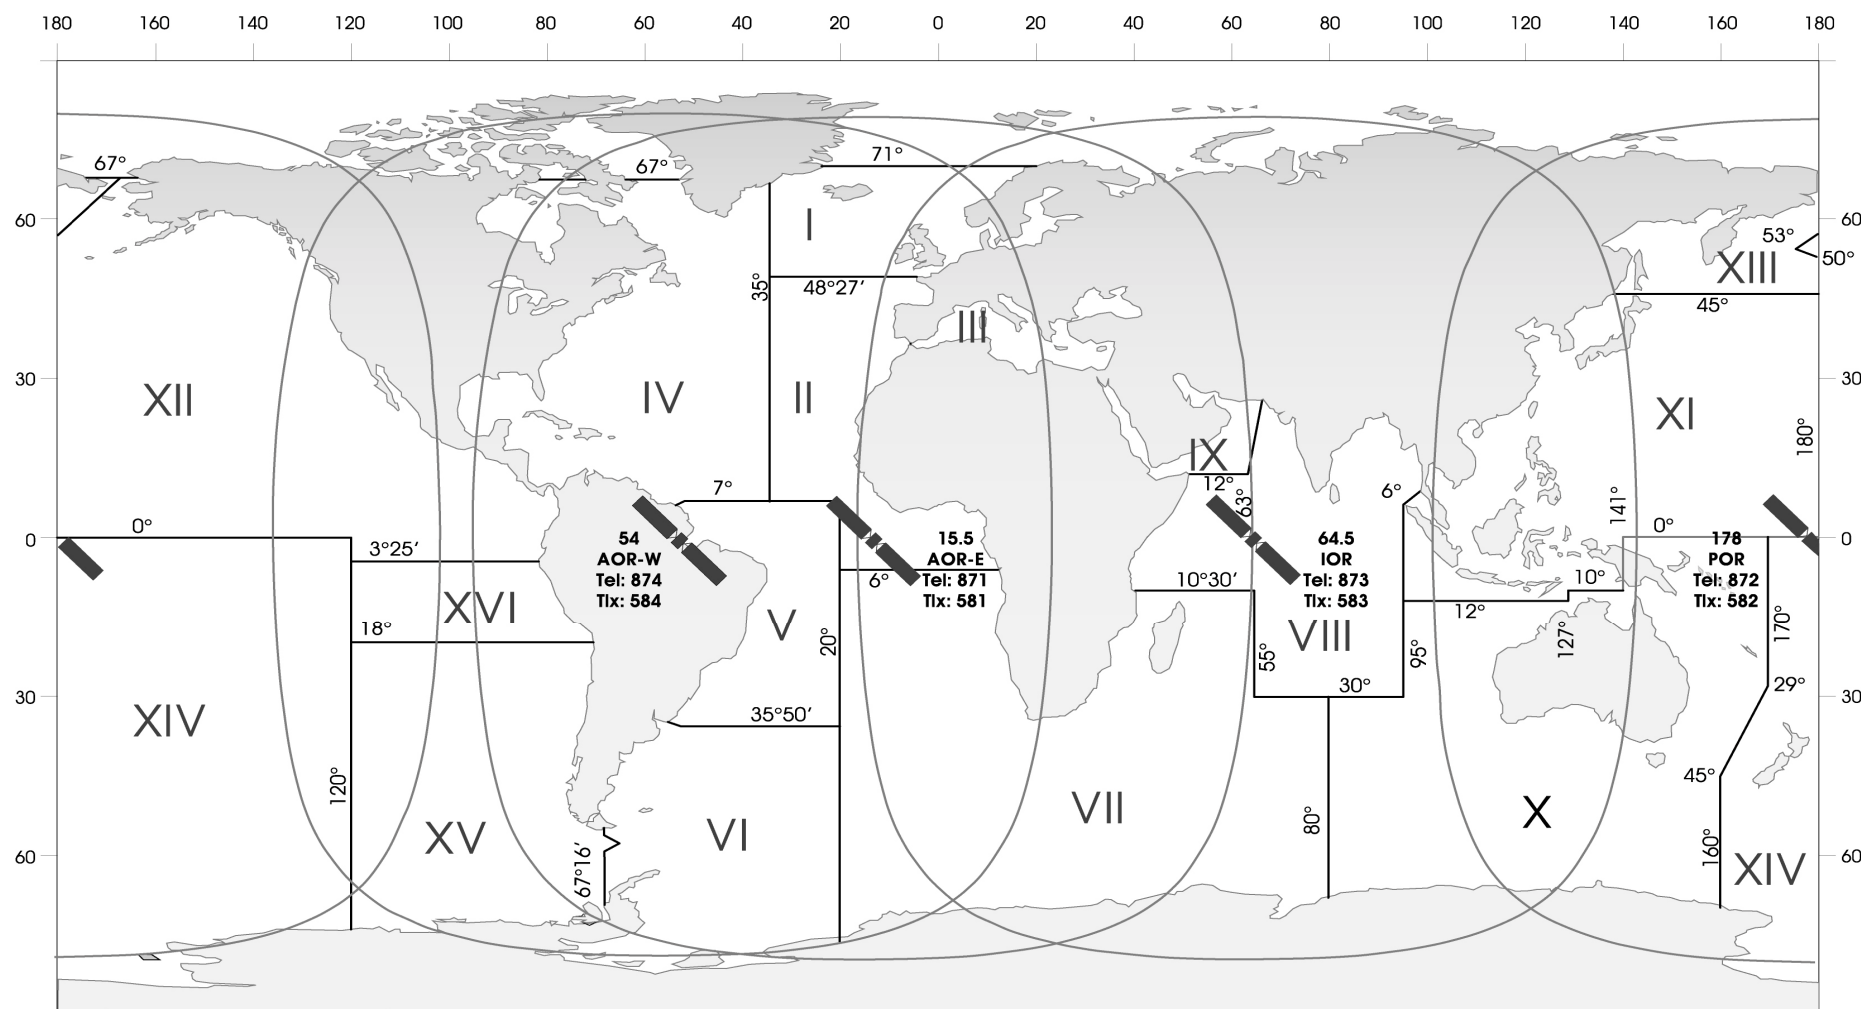 180 160 140 120 100 80 60 40 20 0 20 40 60 80 100 120 140 160 180
67° 67° 71°
60 I 53° 60
XIII 50°
35° 48°27′ 45°
III
30 XII IV II XI 30
180°
IX
7° 12° 63° 6° 141°
0 0° 0° 0
3°25′ 6° 10°30′ 10° 12°
54
AOR-W
Tel: 874
Tlx: 584
15.5
AOR-E
Tel: 871
Tlx: 581
64.5
IOR
Tel: 873
Tlx: 583
178
POR
Tel: 872
Tlx: 582
XVI V VIII
18° 20° 55° 95° 127° 170°
30 30° 29° 30
XIV 35°50′
120° 45°
XV VI VII X
67°16′ 80° 160°
60 XIV 60